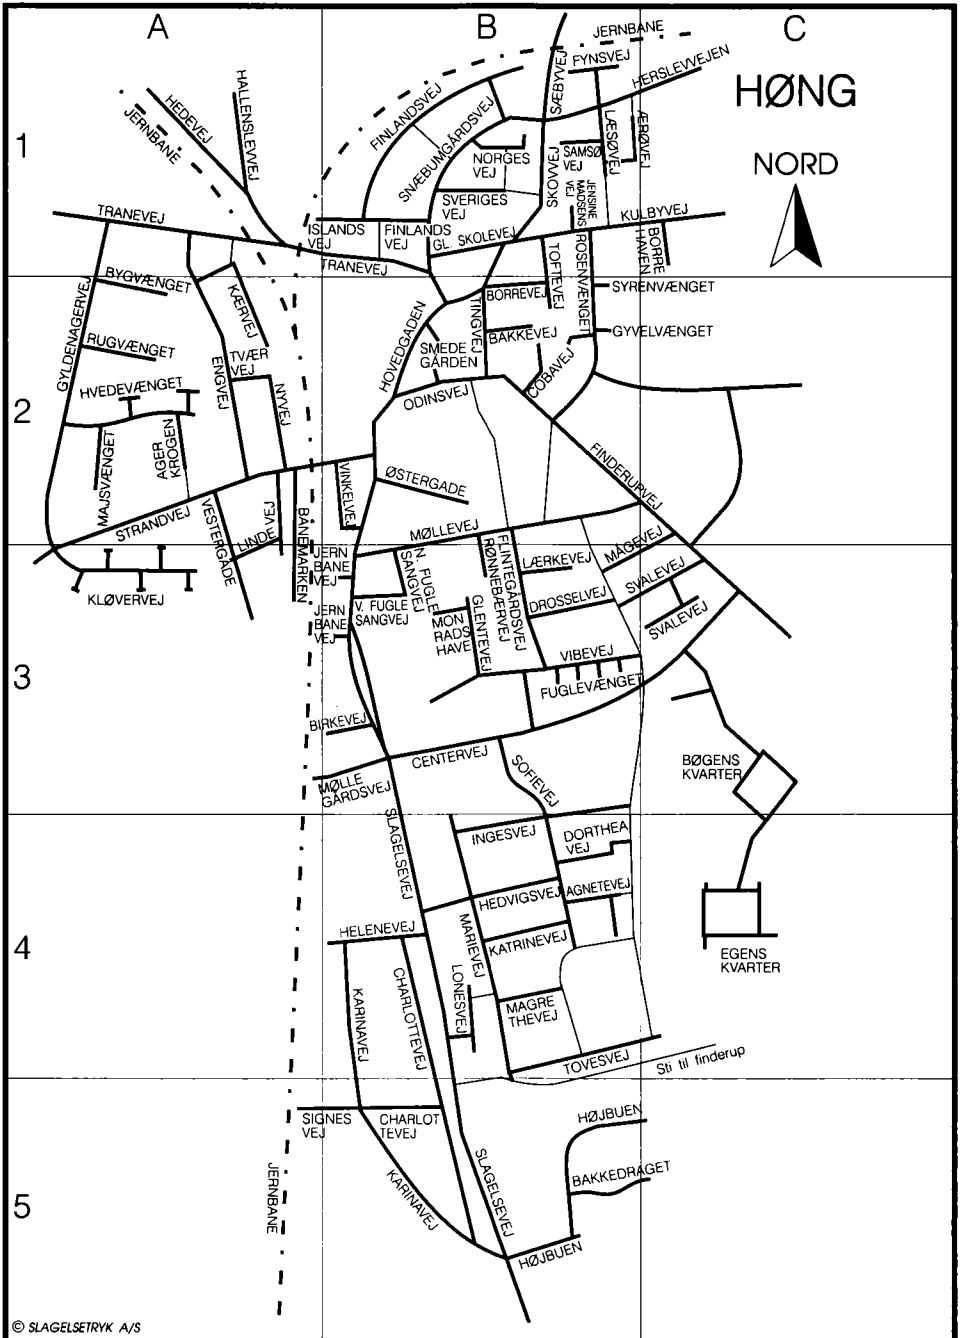 A
B
C
HØNG
NORD
1
2
3
4
5
JERNBANE
FYNSVEJ
HERSLEVVEJEN
SÆBYVEJ
HEDEVEJ
HALLENSLEVVEJ
JERNBANE
FINLANDSVEJ
SNÆBUMGÅRDSVEJ
NORGES
VEJ
SAMSØ
VEJ
LÆSØVEJ
ÆRØVEJ
SKOVVEJ
JENSINE
MADSENS
VEJ
SVERIGES
VEJ
TRANEVEJ
ISLANDS
VEJ
FINLANDS
VEJ
GL. SKOLEVEJ
KULBYVEJ
BORRE
HAVEN
TRANEVEJ
TOFTEVEJ
ROSENVÆNGET
BYGVÆNGET
KÆRVEJ
GYLDENAGERVEJ
BORREVEJ
SYRENVÆNGET
TINGVEJ
BAKKEVEJ
GYVELVÆNGET
HOVEDGADEN
SMEDE
GÅRDEN
RUGVÆNGET
TVÆR
VEJ
ENGVEJ
NYVEJ
HVEDEVÆNGET
COBAVEJ
ODINSVEJ
MAJSVÆNGET
AGER
KROGEN
FINDERUPVEJ
VINKELVEJ
ØSTERGADE
STRANDVEJ
VESTERGADE
LINDE
VEJ
BANEMARKEN
MØLLEVEJ
KLØVERVEJ
JERN
BANE
VEJ
N. FUGLE
SANGVEJ
RØNNEBÆRVEJ
FLINTEGÅRDSVEJ
LÆRKEVEJ
MÅGEVEJ
SVALEVEJ
DROSSELVEJ
SVALEVEJ
JERN
BANE
VEJ
V. FUGLE
SANGVEJ
MON
RADS
HAVE
GLENTEVEJ
VIBEVEJ
FUGLEVÆNGET
BIRKEVEJ
CENTERVEJ
SOFIEVEJ
BØGENS
KVARTER
MØLLE
GÅRDSVEJ
SLAGELSEVEJ
INGESVEJ
DORTHEA
VEJ
HEDVIGSVEJ
AGNETEVEJ
HELENEVEJ
MARIEVEJ
KATRINEVEJ
EGENS
KVARTER
KARINAVEJ
CHARLOTTEVEJ
LONESVEJ
MAGRE
THEVEJ
TOVESVEJ
Sti til finderup
SIGNES
VEJ
CHARLOT
TEVEJ
HØJBUEN
JERNBANE
KARINAVEJ
SLAGELSEVEJ
BAKKEDRAGET
HØJBUEN
© SLAGELSETRYK A/S